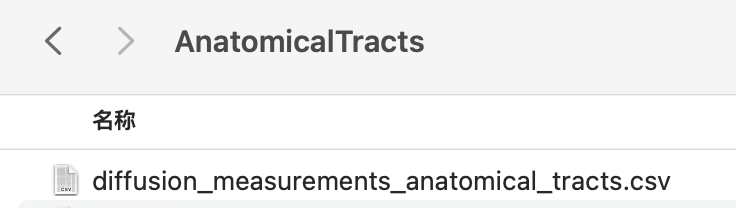 AnatomicalTracts
名称
diffusion_measurements_anatomical_tracts.csv